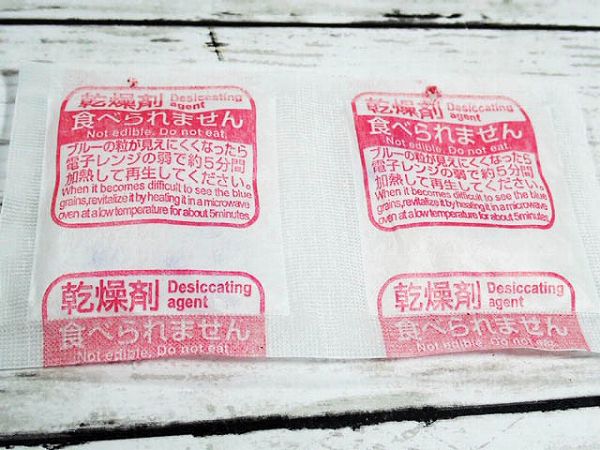 乾燥剤 Desiccating agent
食べられません
Not edible. Do not eat.
ブルーの粒が見えにくくなったら
電子レンジの弱で約5分間
加熱して再生してください。
When it becomes difficult to see the blue
grains,revitalize it by heating it in a microwave
oven at a low temperature for about 5minutes.
乾燥剤 Desiccating agent
食べられません
Not edible. Do not eat.
乾燥剤 Desiccating agent
食べられません
Not edible. Do not eat.
ブルーの粒が見えにくくなったら
電子レンジの弱で約5分間
加熱して再生してください。
When it becomes difficult to see the blue
grains,revitalize it by heating it in a microwave
oven at a low temperature for about 5minutes.
乾燥剤 Desiccating agent
食べられません
Not edible. Do not eat.